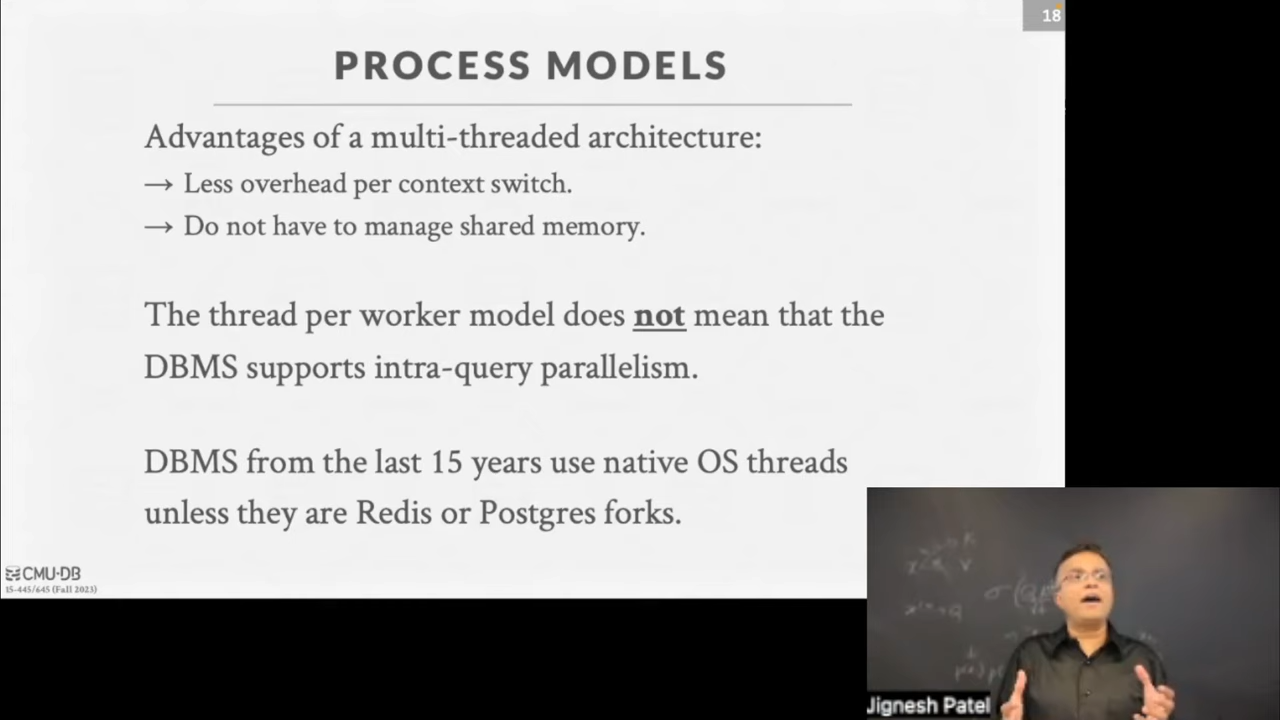 18
PROCESS MODELS
Advantages of a multi-threaded architecture:
→ Less overhead per context switch.
→ Do not have to manage shared memory.
The thread per worker model does not mean that the
DBMS supports intra-query parallelism.
DBMS from the last 15 years use native OS threads
unless they are Redis or Postgres forks.
CMU·DB
15-445/645 (Fall 2023)
Jignesh Patel